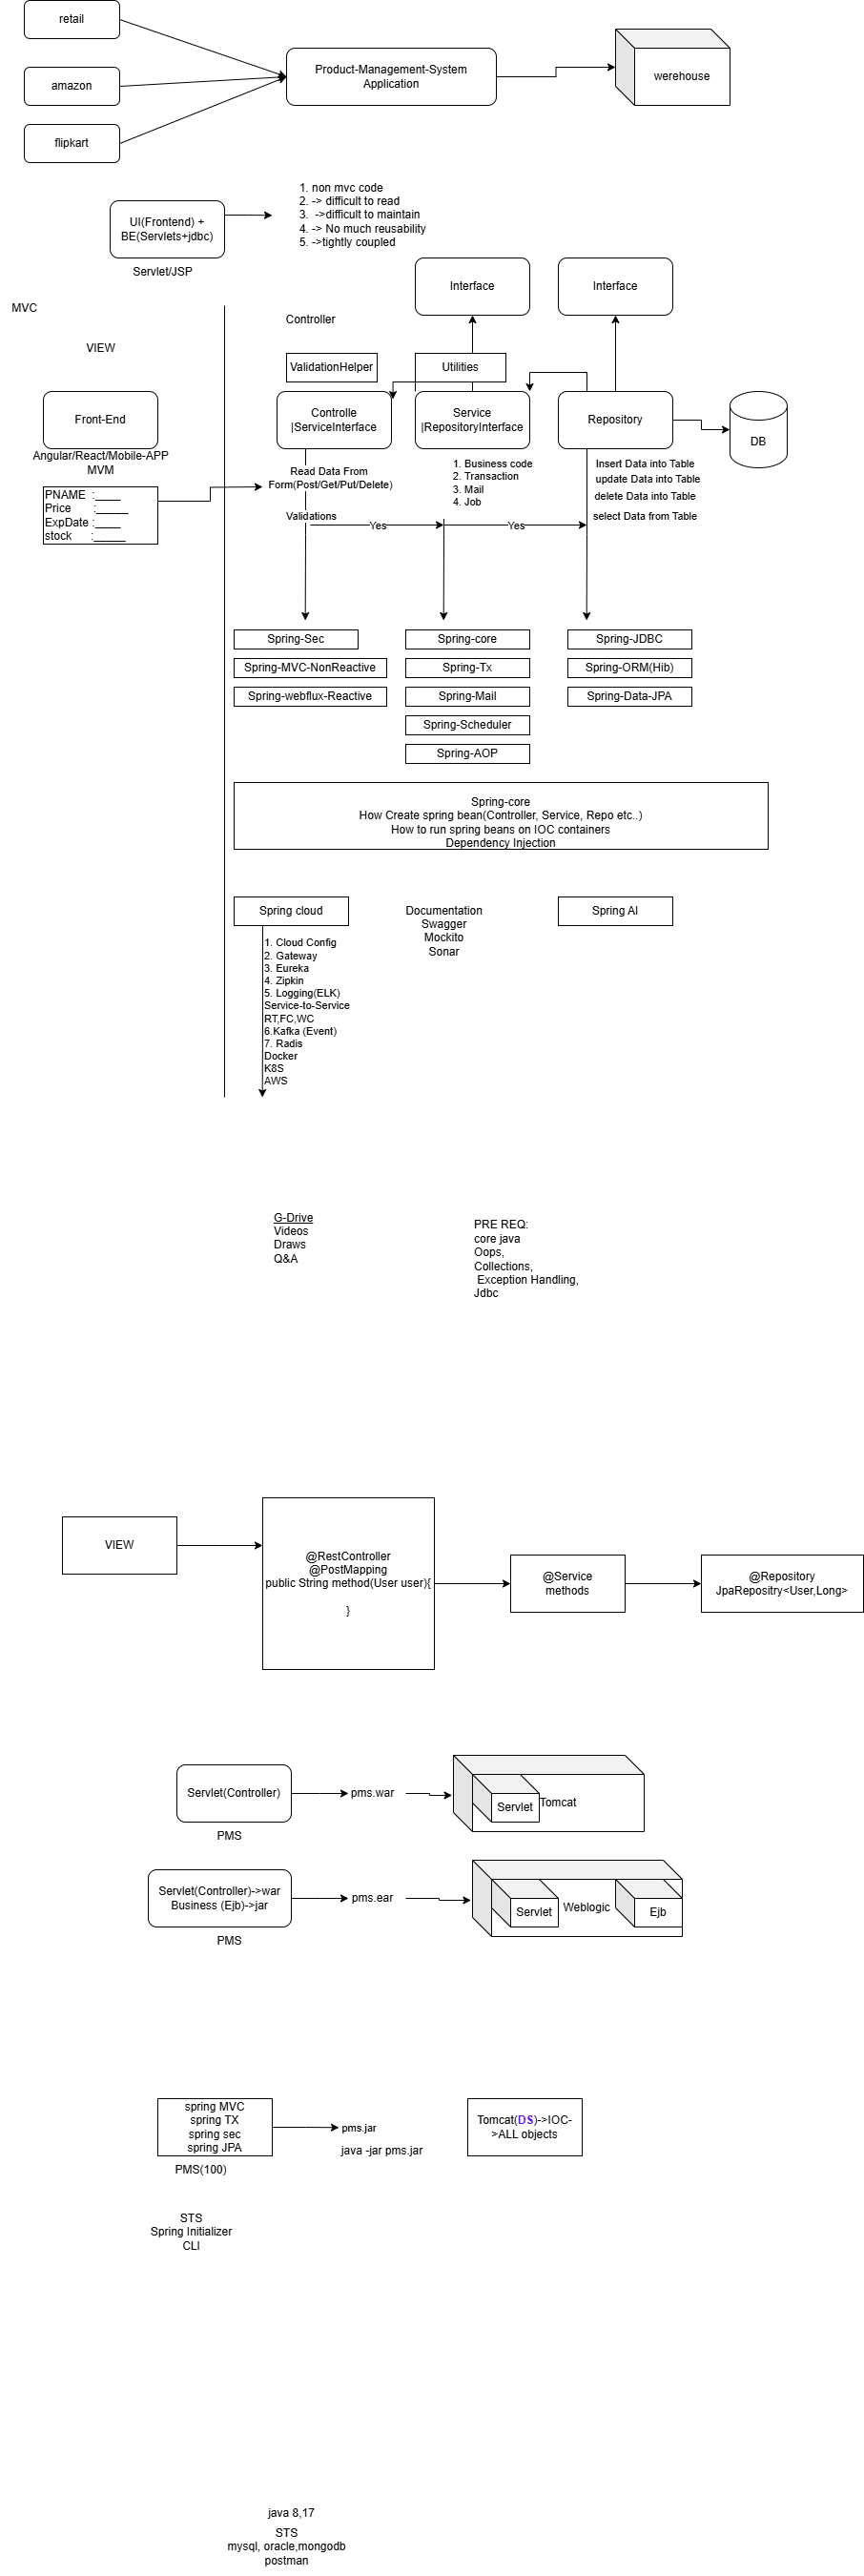 retail
amazon
flipkart
Product-Management-System
Application
werehouse
1. non mvc code
2. -> difficult to read
3.  ->difficult to maintain
4. -> No much reusability
5. ->tightly coupled
UI(Frontend) +
BE(Servlets+jdbc)
Servlet/JSP
Interface
Interface
MVC
VIEW
Controller
ValidationHelper
Utilities
Front-End
Controlle
|ServiceInterface
Service
|RepositoryInterface
Repository
DB
Angular/React/Mobile-APP
MVM
PNAME  :____
Price       :_____
ExpDate :____
stock      :_____
Read Data From
Form(Post/Get/Put/Delete)
Validations
1. Business code
2. Transaction
3. Mail
4. Job
Insert Data into Table
update Data into Table
delete Data into Table
select Data from Table
Yes
Yes
Spring-Sec
Spring-MVC-NonReactive
Spring-webflux-Reactive
Spring-core
Spring-Tx
Spring-Mail
Spring-Scheduler
Spring-AOP
Spring-JDBC
Spring-ORM(Hib)
Spring-Data-JPA
Spring-core
How Create spring bean(Controller, Service, Repo etc..)
How to run spring beans on IOC containers
Dependency Injection
Spring cloud
1. Cloud Config
2. Gateway
3. Eureka
4. Zipkin
5. Logging(ELK)
Service-to-Service
RT,FC,WC
6.Kafka (Event)
7. Radis
Docker
K8S
AWS
Documentation
Swagger
Mockito
Sonar
Spring AI
G-Drive
Videos
Draws
Q&A
PRE REQ:
core java
Oops,
Collections,
Exception Handling,
Jdbc
VIEW
@RestController
@PostMapping
public String method(User user){
}
@Service
methods
@Repository
JpaRepositry<User,Long>
Servlet(Controller)
PMS
pms.war
Servlet
Tomcat
Servlet(Controller)->war
Business (Ejb)->jar
PMS
pms.ear
Servlet
Weblogic
Ejb
spring MVC
spring TX
spring sec
spring JPA
PMS(100)
pms.jar
java -jar pms.jar
Tomcat(DS)->IOC-
>ALL objects
STS
Spring Initializer
CLI
java 8,17
STS
mysql, oracle,mongodb
postman